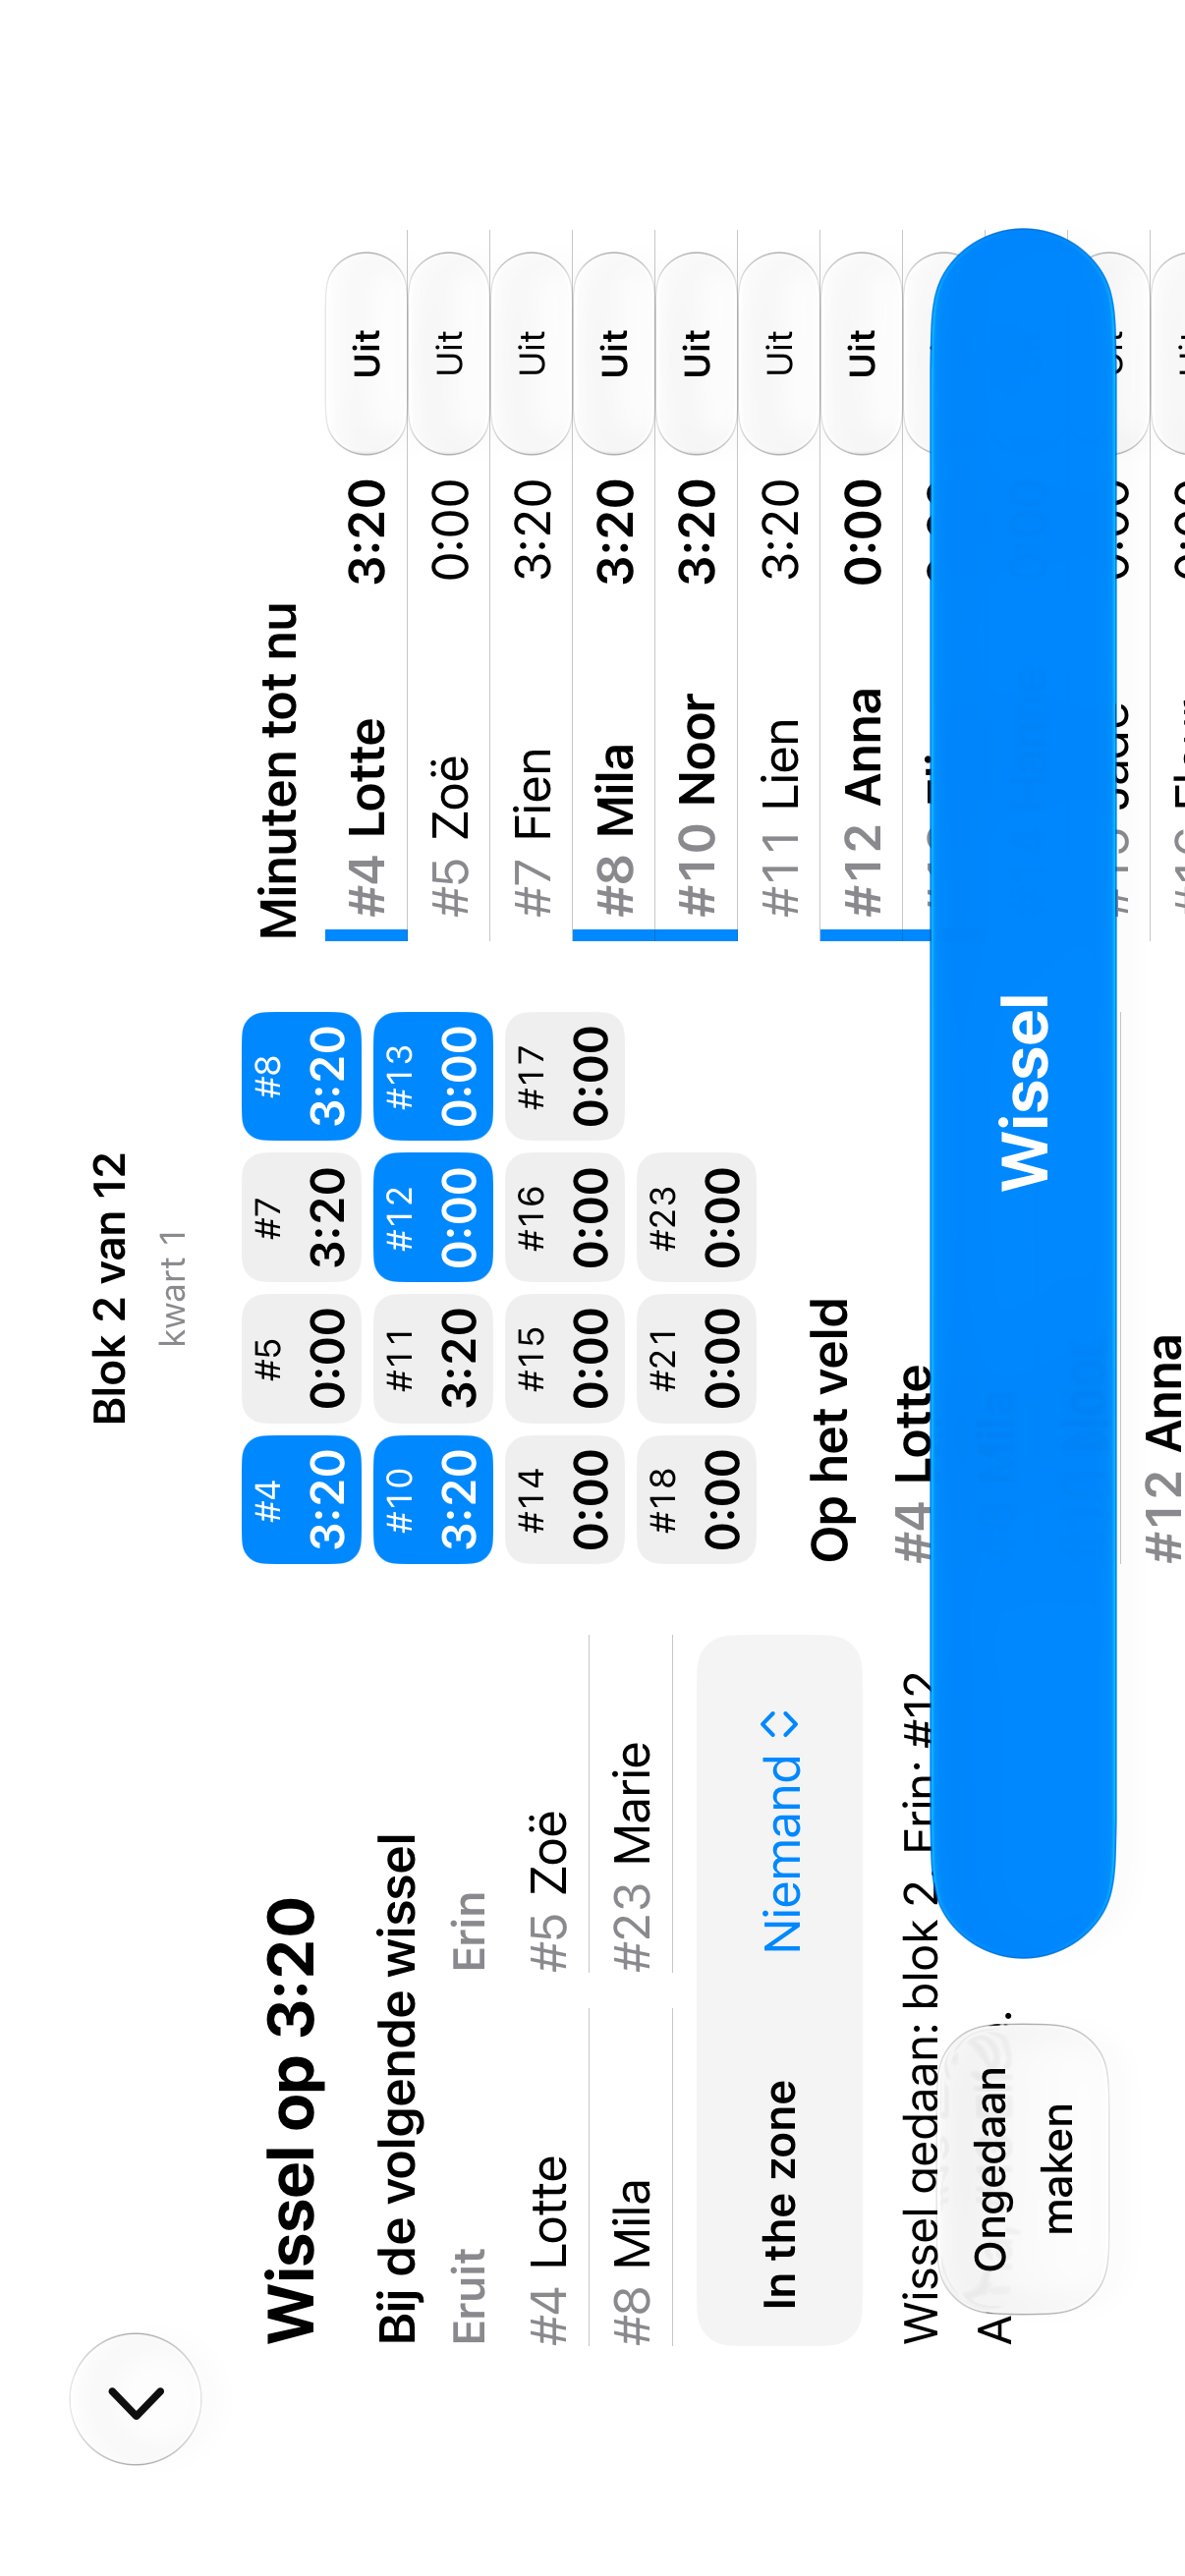 Blok 2 van 12
kwart 1
Wissel op 3:20
Bij de volgende wissel
Eruit Erin
#4 Lotte #5 Zoë
#8 Mila #23 Marie
In the zone Niemand
Wissel gedaan: blok 2. Erin: #12
Ongedaan
maken
#4 #5 #7 #8
3:20 0:00 3:20 3:20
#10 #11 #12 #13
3:20 3:20 0:00 0:00
#14 #15 #16 #17
0:00 0:00 0:00 0:00
#18 #21 #23
0:00 0:00 0:00
Op het veld
#4 Lotte
#12 Anna
Minuten tot nu
#4 Lotte 3:20 Uit
#5 Zoë 0:00 Uit
#7 Fien 3:20 Uit
#8 Mila 3:20 Uit
#10 Noor 3:20 Uit
#11 Lien 3:20 Uit
#12 Anna 0:00 Uit
Wissel